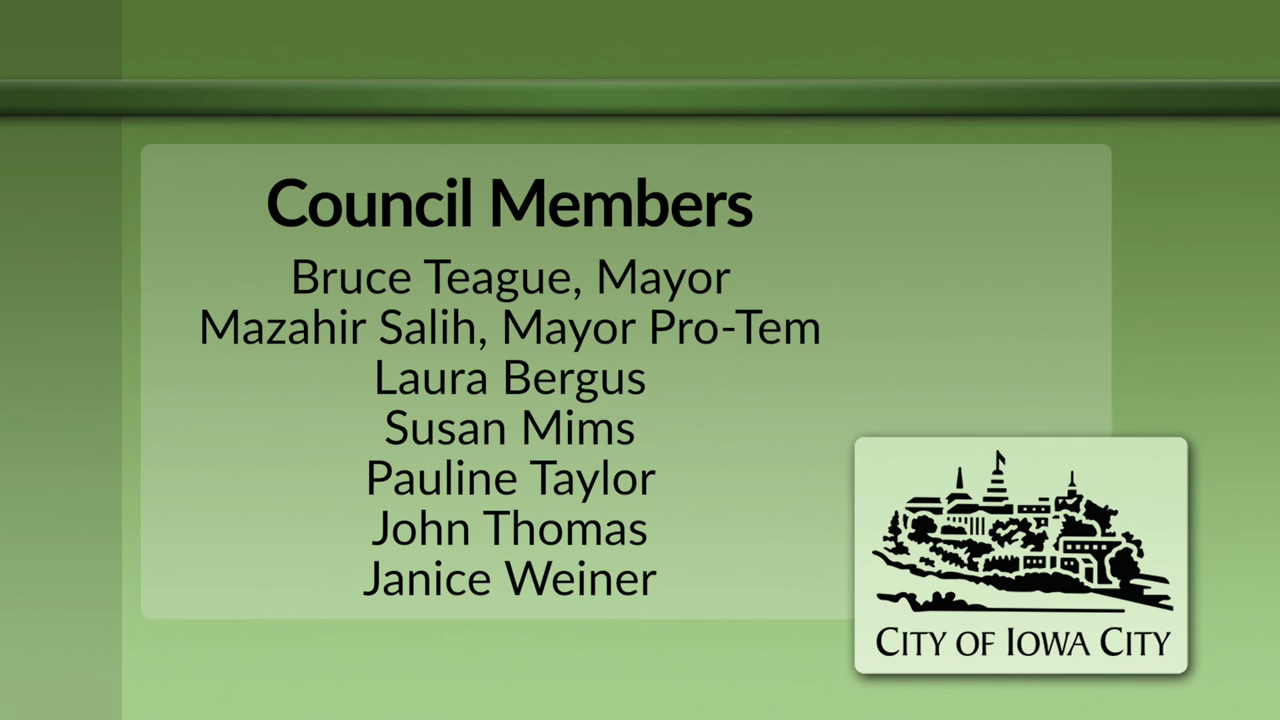 Council Members
Bruce Teague, Mayor
Mazahir Salih, Mayor Pro-Tem
Laura Bergus
Susan Mims
Pauline Taylor
John Thomas
Janice Weiner
CITY OF IOWA CITY